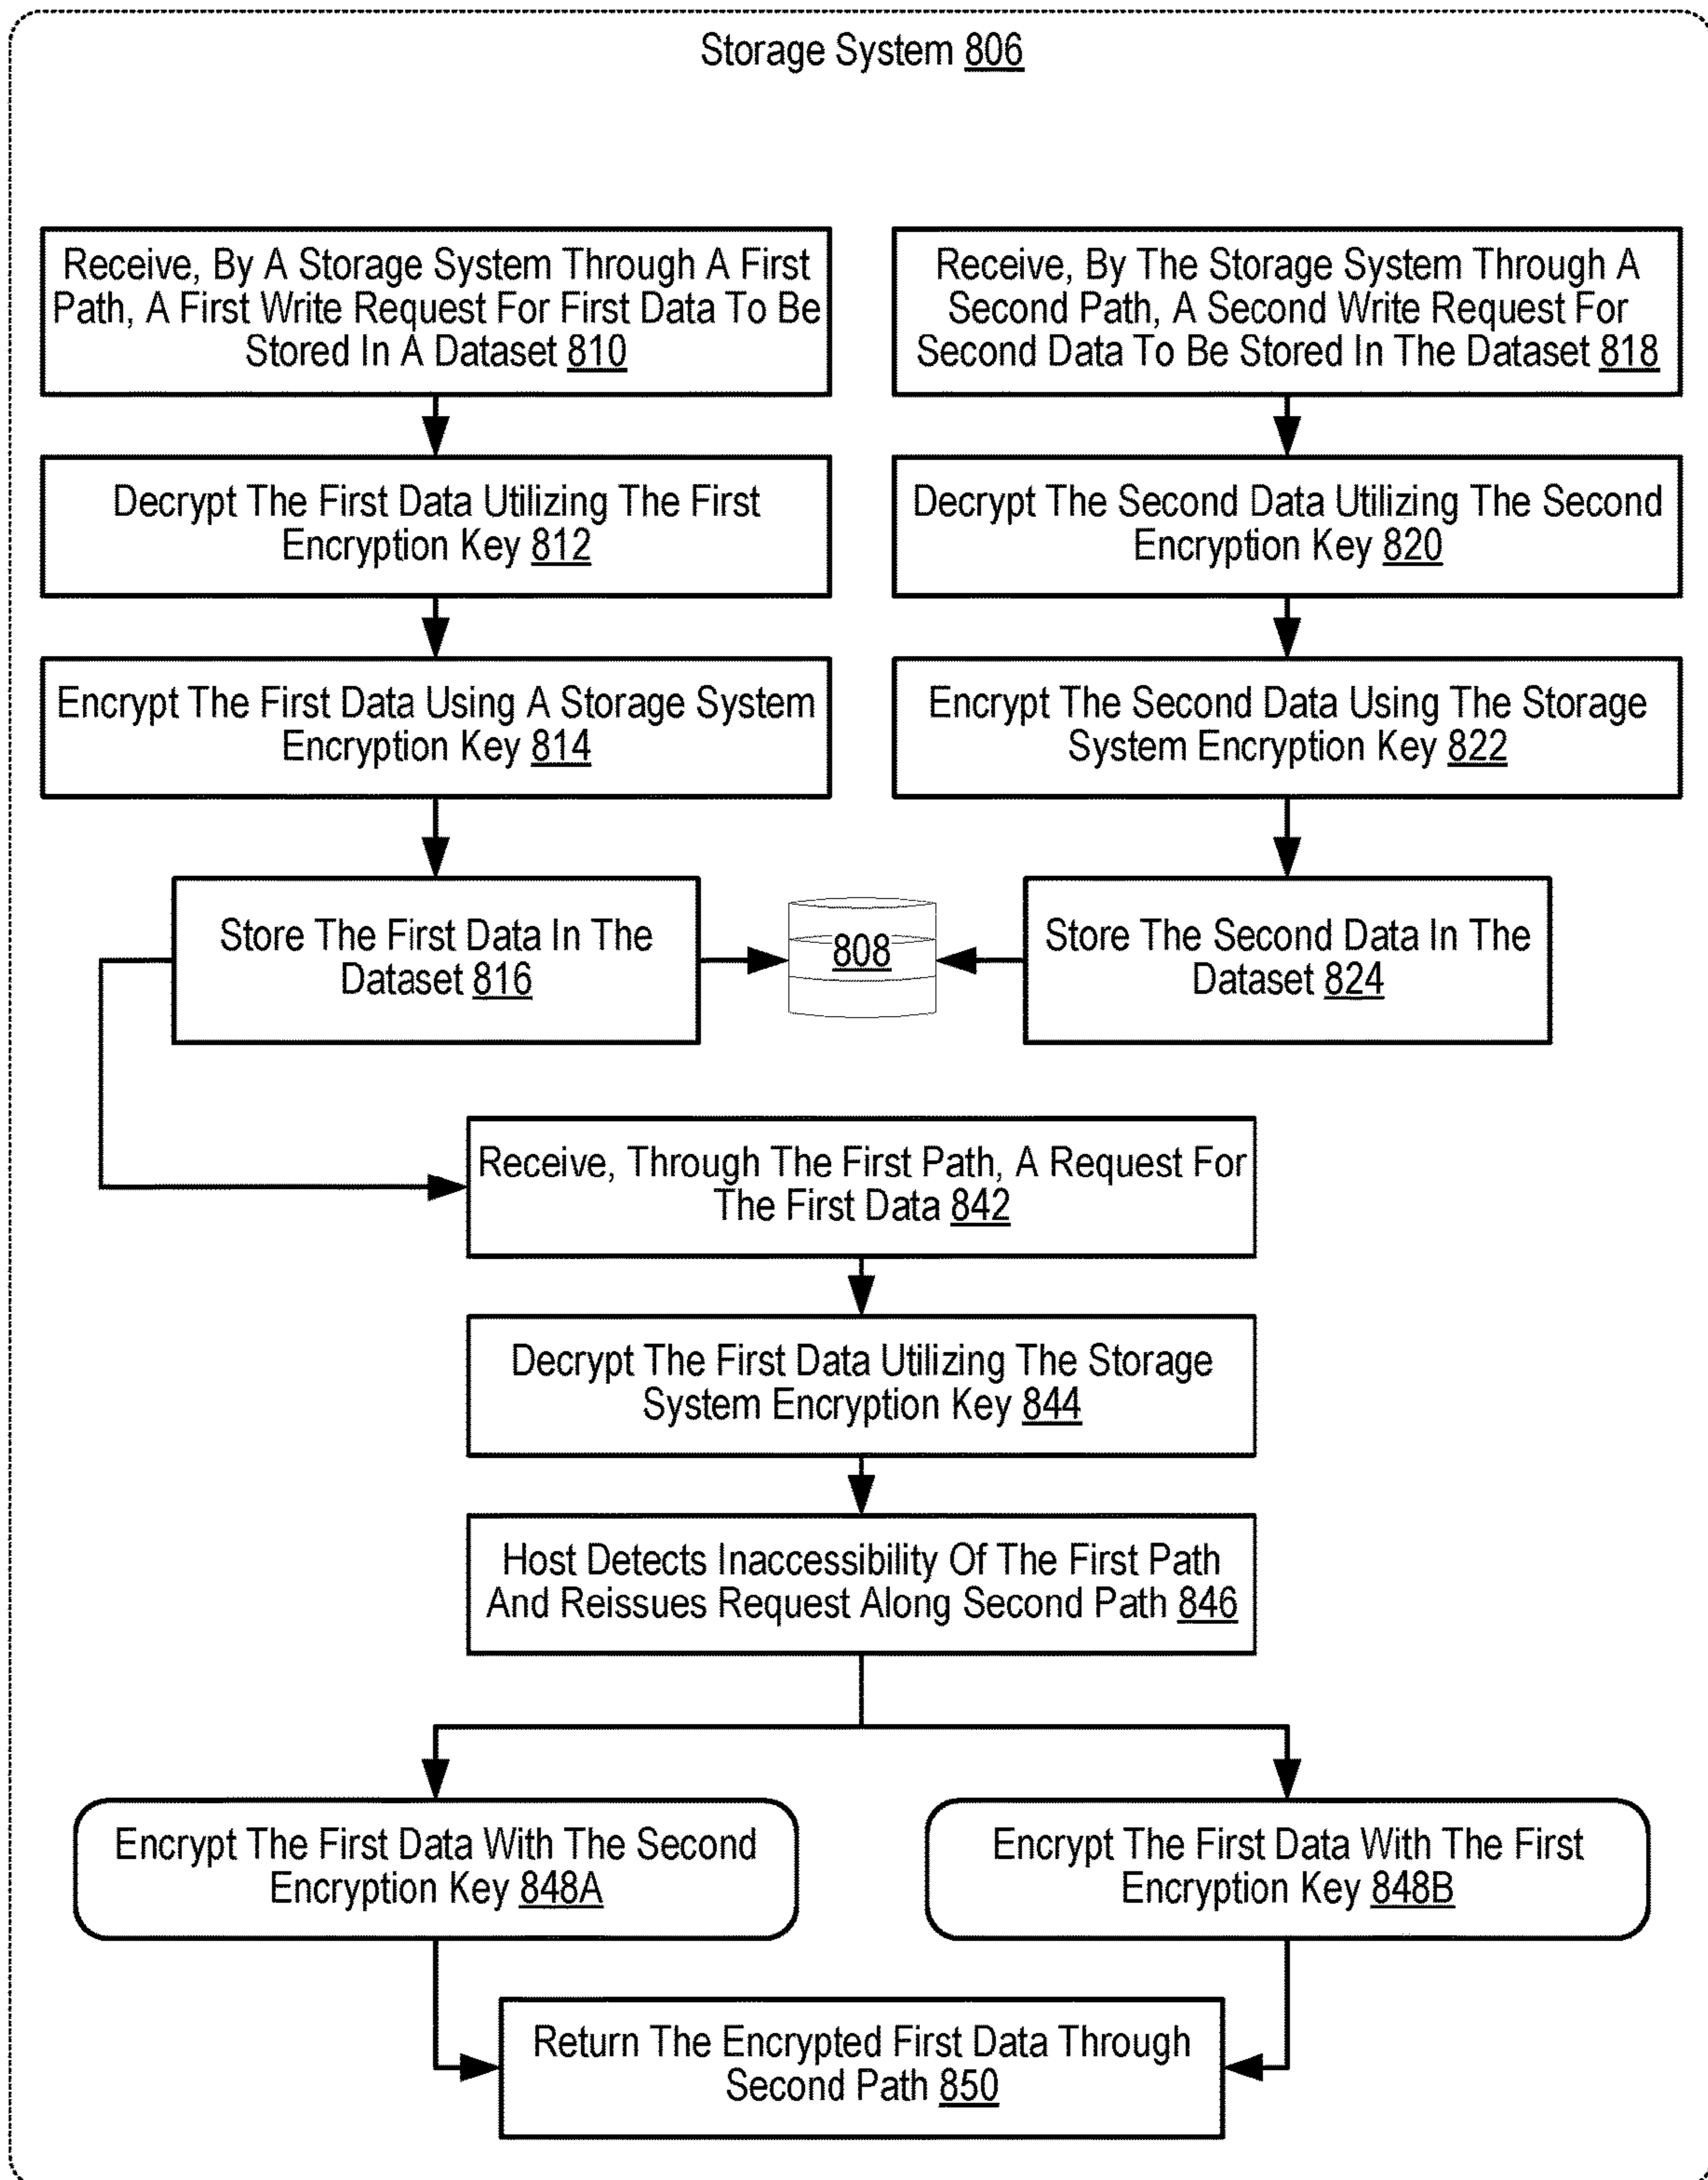 Storage System 806
Receive, By A Storage System Through A First
Path, A First Write Request For First Data To Be
Stored In A Dataset 810
Receive, By The Storage System Through A
Second Path, A Second Write Request For
Second Data To Be Stored In The Dataset 818
Decrypt The First Data Utilizing The First
Encryption Key 812
Decrypt The Second Data Utilizing The Second
Encryption Key 820
Encrypt The First Data Using A Storage System
Encryption Key 814
Encrypt The Second Data Using The Storage
System Encryption Key 822
Store The First Data In The
Dataset 816
808
Store The Second Data In The
Dataset 824
Receive, Through The First Path, A Request For
The First Data 842
Decrypt The First Data Utilizing The Storage
System Encryption Key 844
Host Detects Inaccessibility Of The First Path
And Reissues Request Along Second Path 846
Encrypt The First Data With The Second
Encryption Key 848A
Encrypt The First Data With The First
Encryption Key 848B
Return The Encrypted First Data Through
Second Path 850